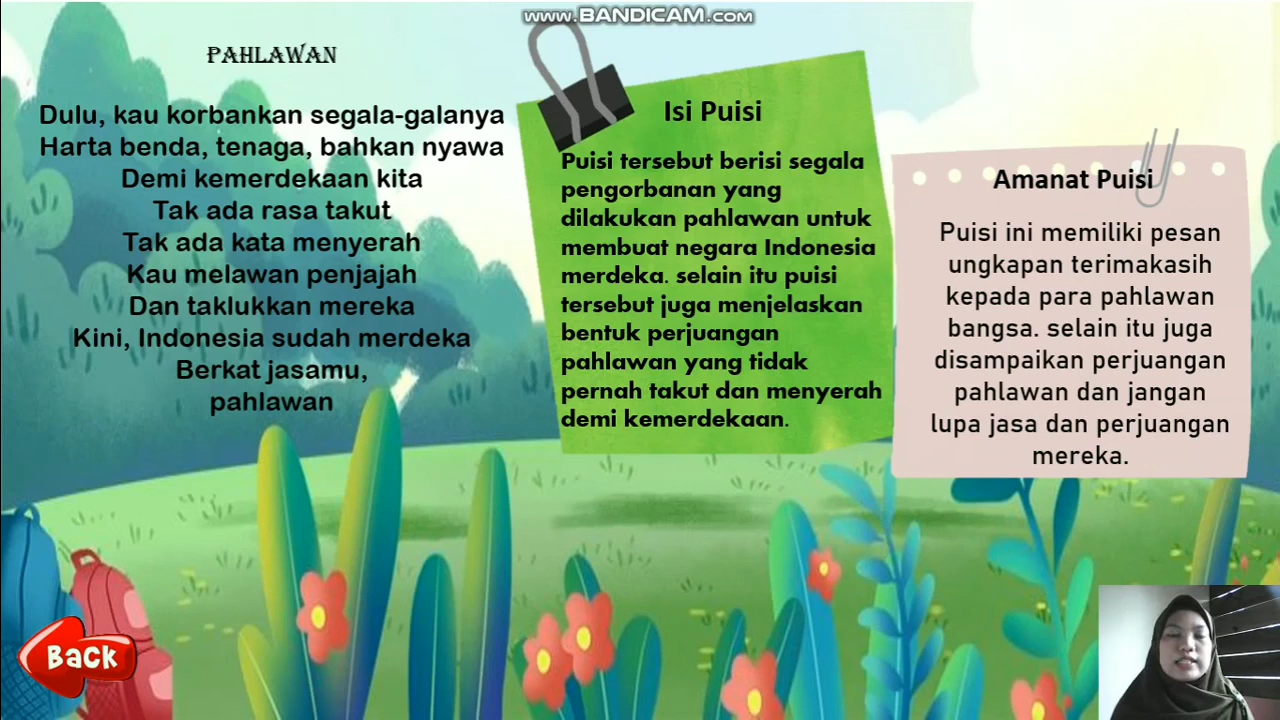 www.BANDICAM.com
PAHLAWAN
Dulu, kau korbankan segala-galanya
Harta benda, tenaga, bahkan nyawa
Demi kemerdekaan kita
Tak ada rasa takut
Tak ada kata menyerah
Kau melawan penjajah
Dan taklukkan mereka
Kini, Indonesia sudah merdeka
Berkat jasamu,
pahlawan
Isi Puisi
Puisi tersebut berisi segala
pengorbanan yang
dilakukan pahlawan untuk
membuat negara Indonesia
merdeka. selain itu puisi
tersebut juga menjelaskan
bentuk perjuangan
pahlawan yang tidak
pernah takut dan menyerah
demi kemerdekaan.
Amanat Puisi
Puisi ini memiliki pesan
ungkapan terimakasih
kepada para pahlawan
bangsa. selain itu juga
disampaikan perjuangan
pahlawan dan jangan
lupa jasa dan perjuangan
mereka.
Back